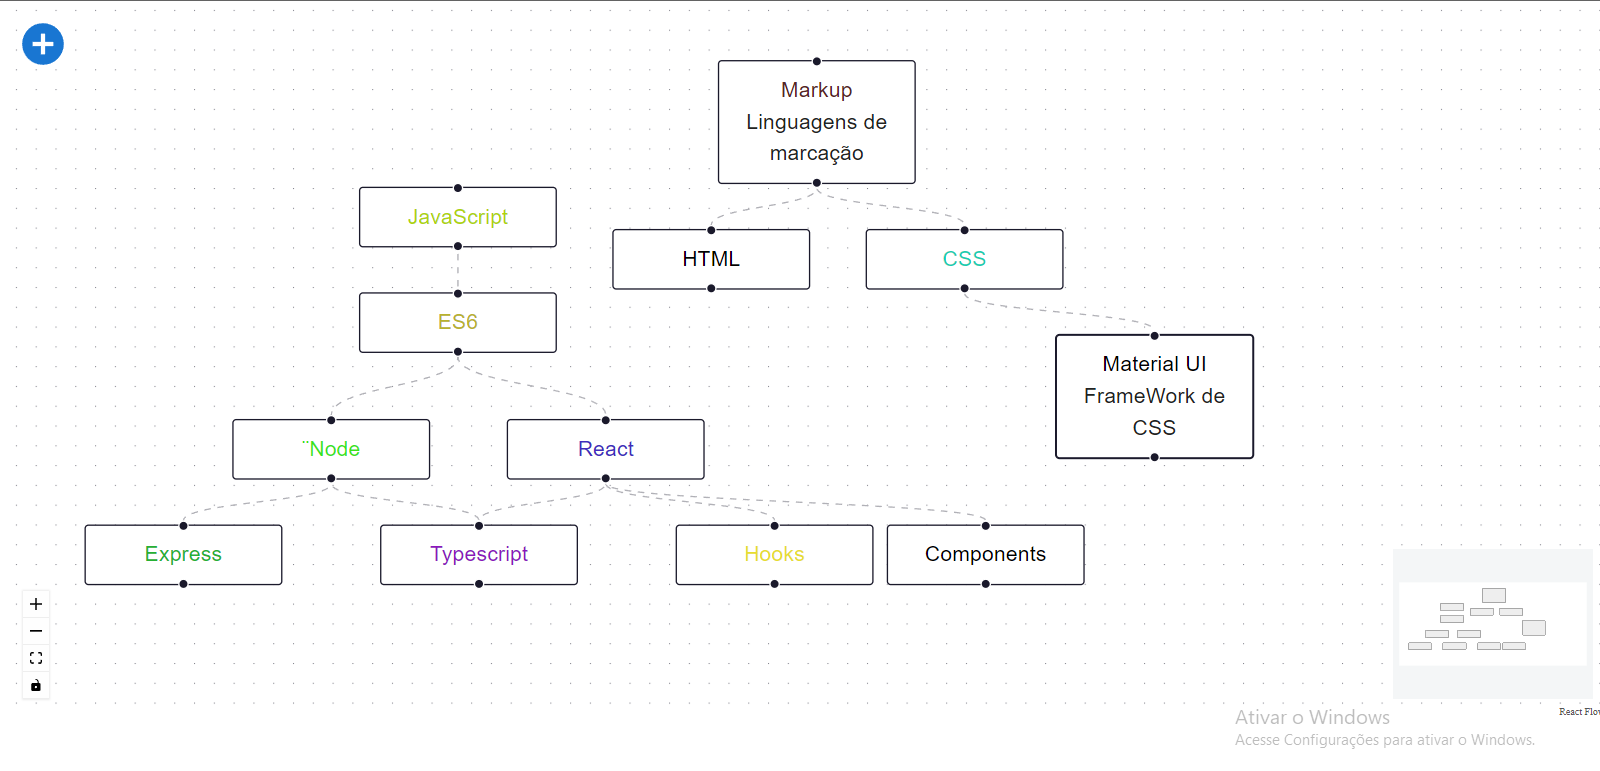 Markup
Linguagens de
marcação
JavaScript
HTML
CSS
ES6
Material UI
FrameWork de
CSS
¨Node
React
Express
Typescript
Hooks
Components
Ativar o Windows
Acesse Configurações para ativar o Windows.
React Flow